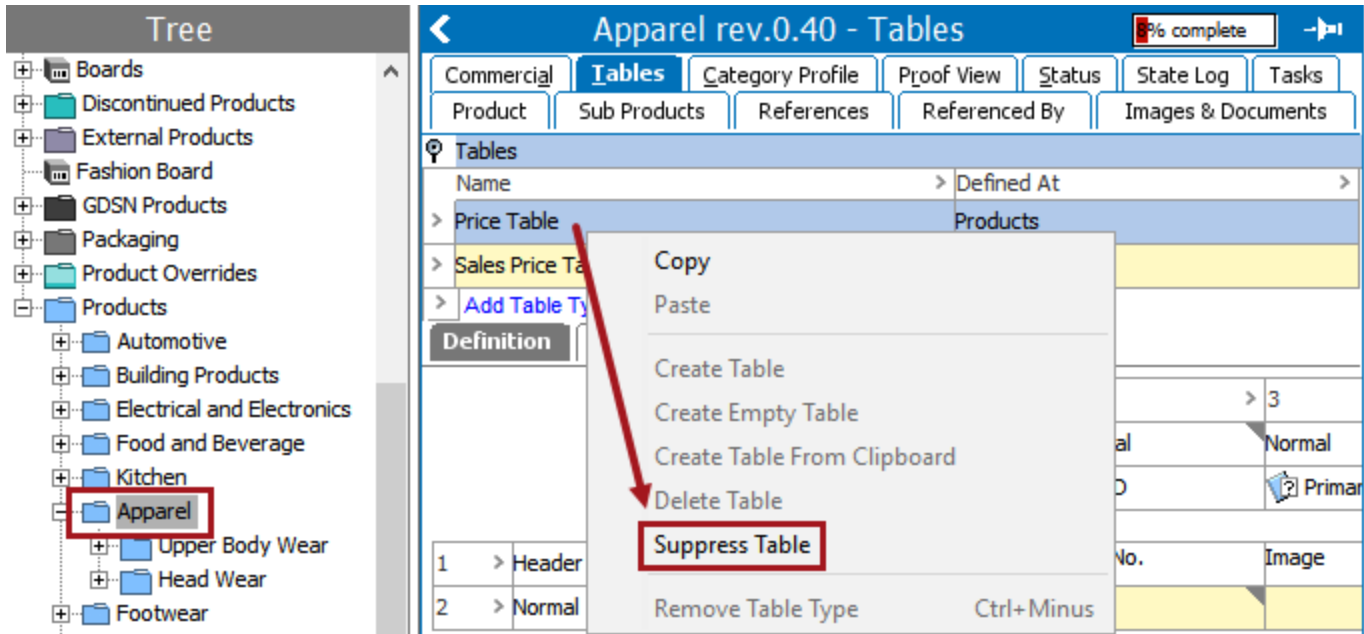 Tree
Boards
Discontinued Products
External Products
Fashion Board
GDSN Products
Packaging
Product Overrides
Products
Automotive
Building Products
Electrical and Electronics
Food and Beverage
Kitchen
Apparel
Upper Body Wear
Head Wear
Footwear
Apparel rev.0.40 - Tables
8% complete
Commercial Tables Category Profile Proof View Status State Log Tasks
Product Sub Products References Referenced By Images & Documents
Tables
Name > Defined At >
> Price Table Products
> Sales Price Ta
> Add Table Ty
Definition
Copy
Paste
Create Table
Create Empty Table
Create Table From Clipboard
Delete Table
Suppress Table
Remove Table Type Ctrl+Minus
> 3
al Normal
Primar
1 > Header No. Image
2 > Normal